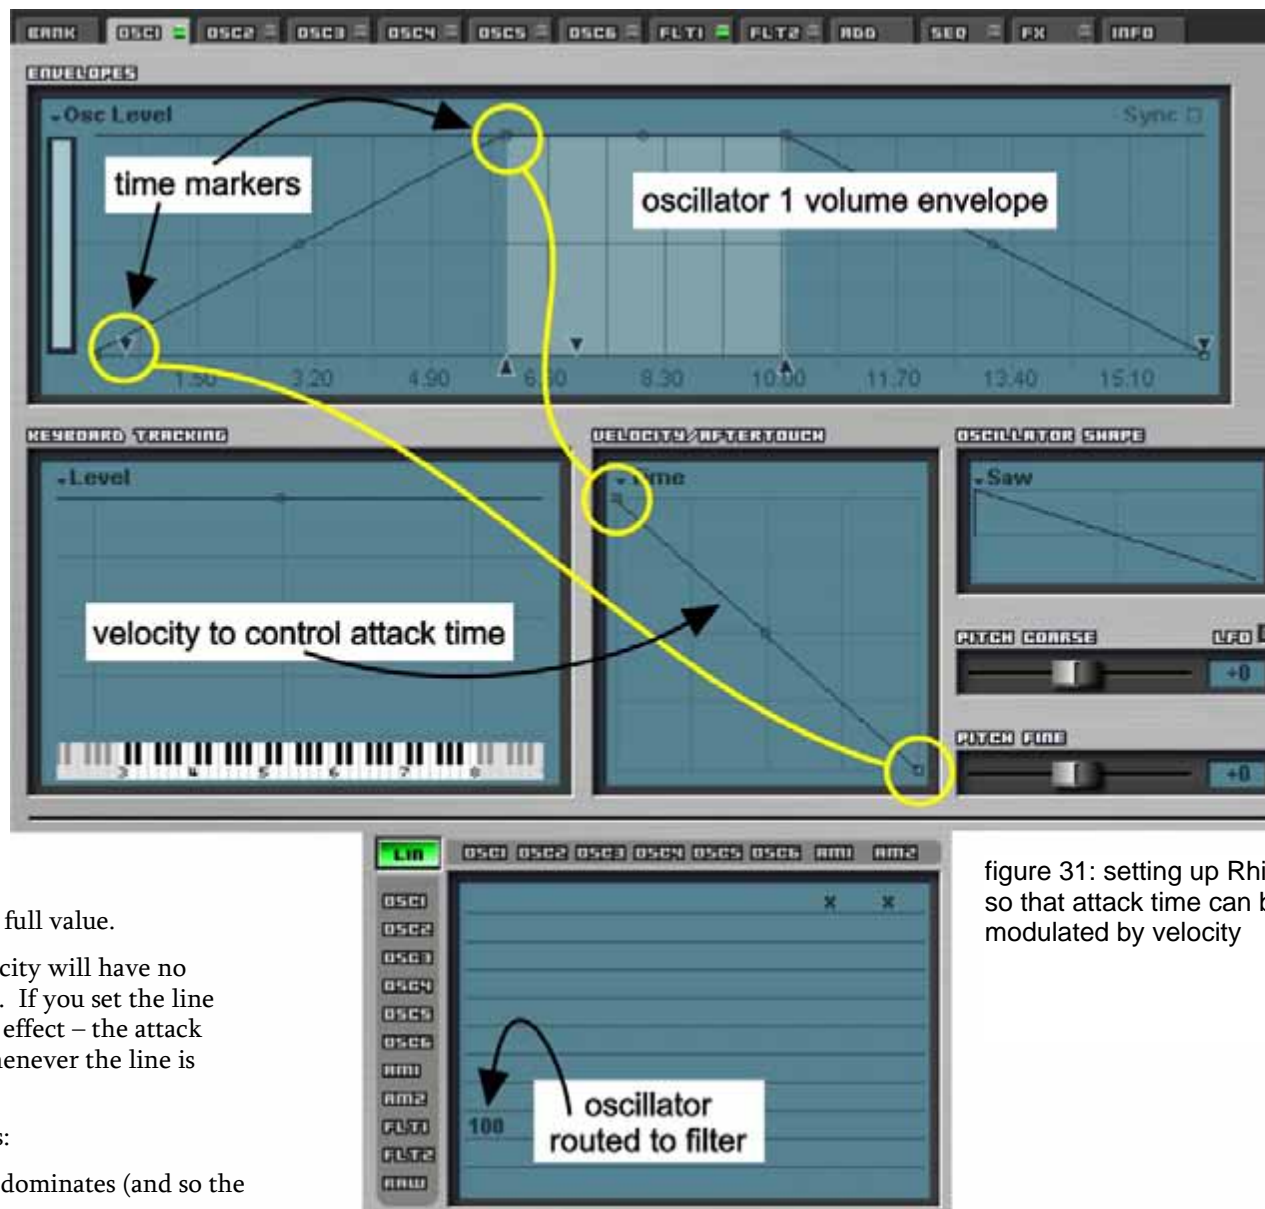 BANK OSC1 OSC2 OSC3 OSC4 OSC5 OSC6 FLT1 FLT2 ADD SEQ FX INFO
ENVELOPES
Osc Level
Sync
time markers
oscillator 1 volume envelope
1.50 3.20 4.90 6.60 8.30 10.00 11.70 13.40 15.10
KEYBOARD TRACKING
VELOCITY/AFTERTOUCH
OSCILLATOR SHAPE
Level
Time
Saw
velocity to control attack time
PITCH COARSE
LFO
+0
PITCH FINE
+0
3 4 5 6 7 8
Lin
OSC1 OSC2 OSC3 OSC4 OSC5 OSC6 AM1 AM2
OSC1 x x
OSC2
OSC3
OSC4
OSC5
OSC6
AM1
AM2
FLT1 100
FLT2
RAW
oscillator
routed to filter
figure 31: setting up Rhi
so that attack time can b
modulated by velocity
full value.
city will have no
. If you set the line
effect – the attack
henever the line is
s:
dominates (and so the